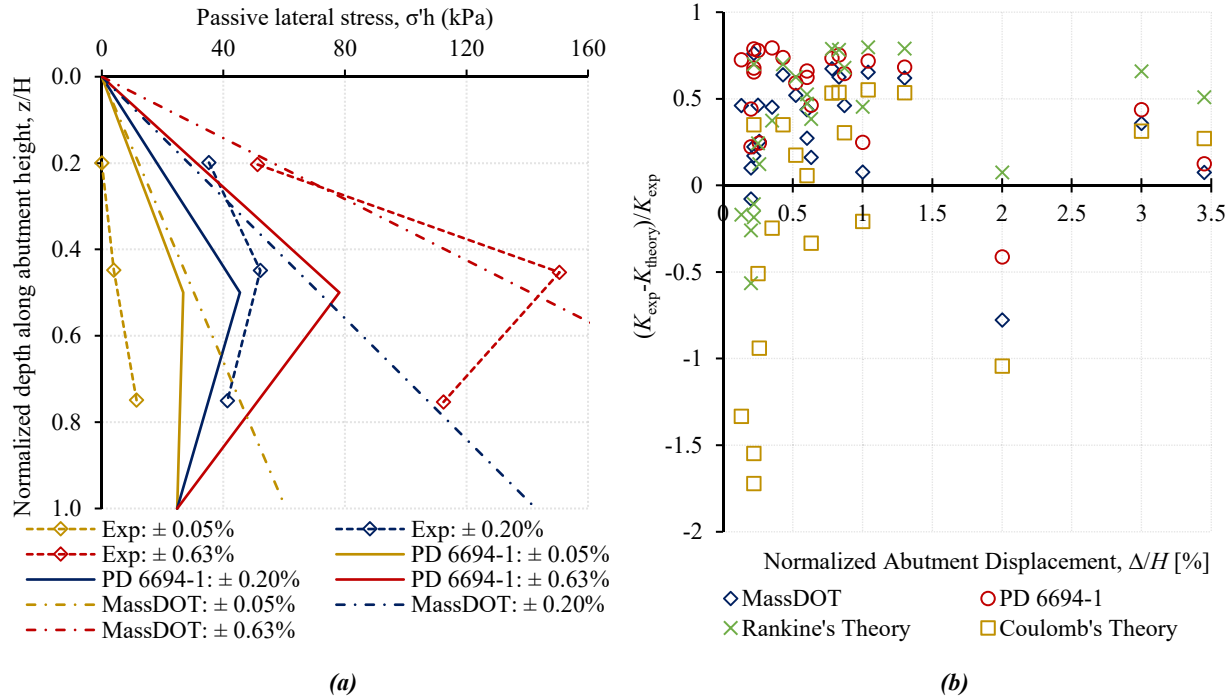 Passive lateral stress, σ'h (kPa)
0 40 80 120 160
Normalized depth along abutment height, z/H
0.0
0.2
0.4
0.6
0.8
1.0
Exp: ± 0.05% Exp: ± 0.20%
Exp: ± 0.63% PD 6694-1: ± 0.05%
PD 6694-1: ± 0.20% PD 6694-1: ± 0.63%
MassDOT: ± 0.05% MassDOT: ± 0.20%
MassDOT: ± 0.63%
(a)
(K_exp-K_theory)/K_exp
1
0.5
0
-0.5
-1
-1.5
-2
0 0.5 1 1.5 2 2.5 3 3.5
Normalized Abutment Displacement, Δ/H [%]
MassDOT PD 6694-1
Rankine's Theory Coulomb's Theory
(b)